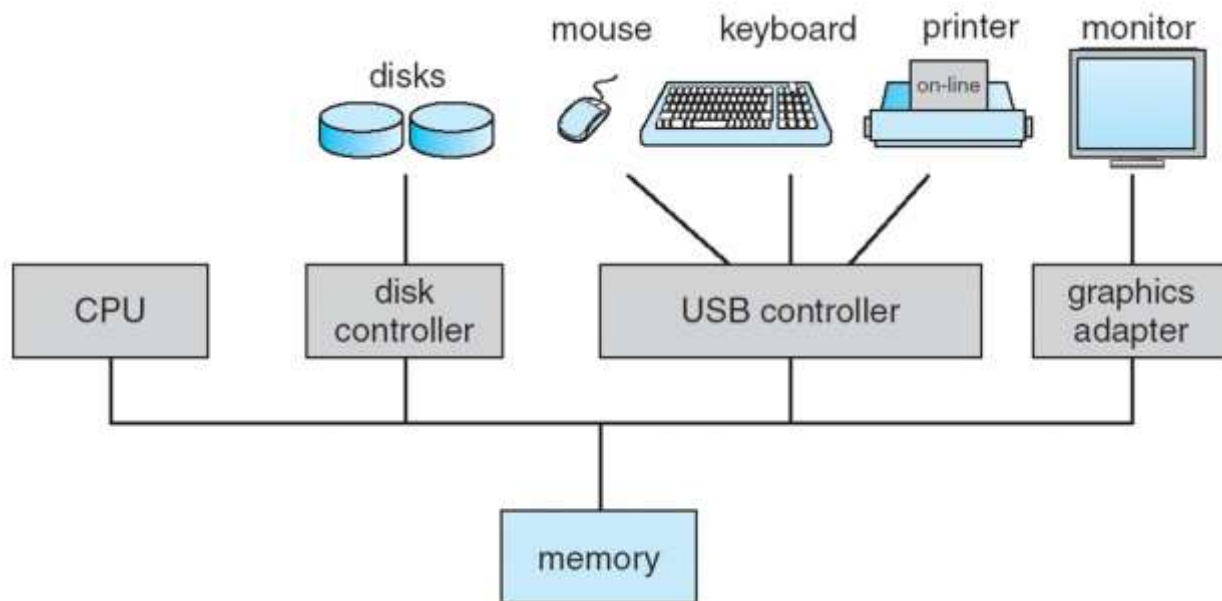 mouse
keyboard
printer
monitor
disks
on-line
CPU
disk
controller
USB controller
graphics
adapter
memory